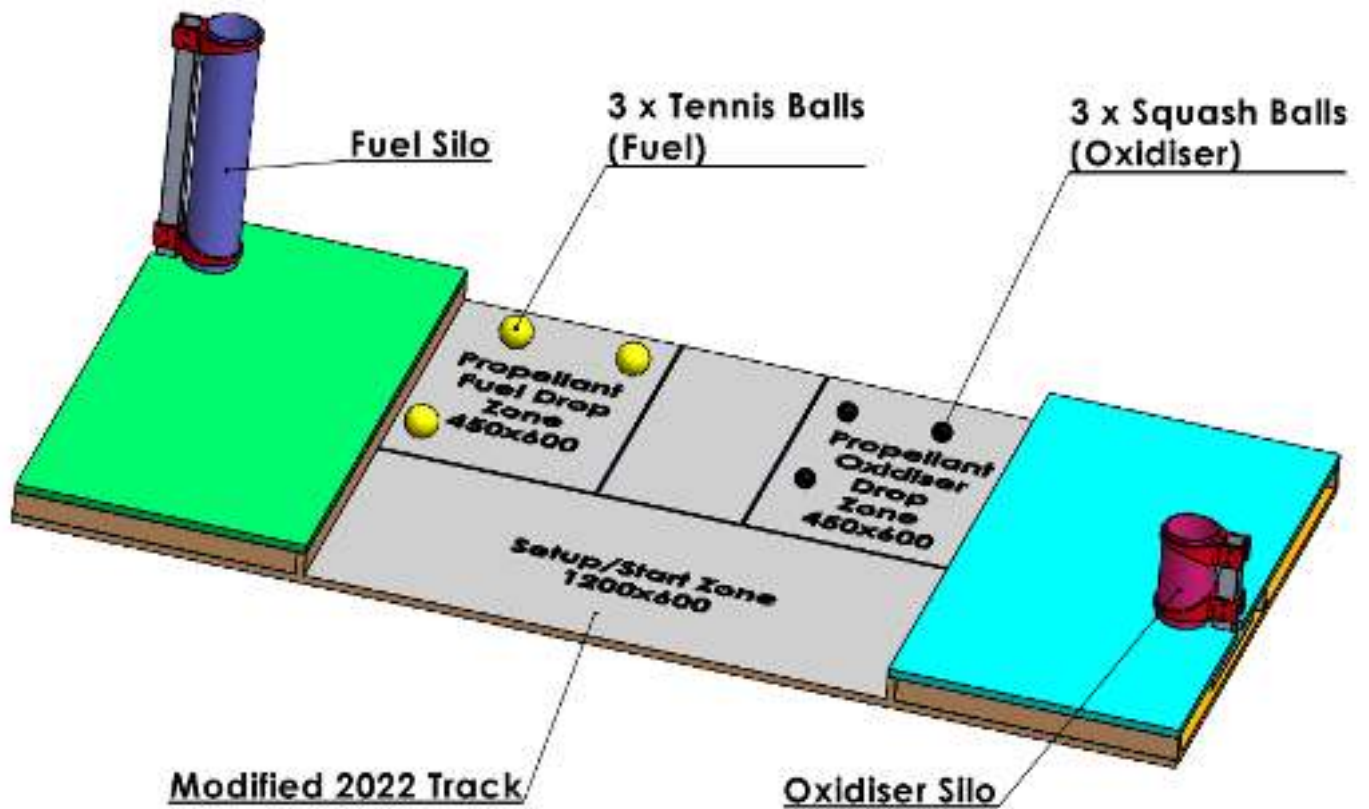 3 x Tennis Balls
(Fuel)
3 x Squash Balls
(Oxidiser)
Fuel Silo
Propellant
Fuel Drop
Zone
450x600
Propellant
Oxidiser
Drop
Zone
450x600
Setup/Start Zone
1200x600
Modified 2022 Track
Oxidiser Silo